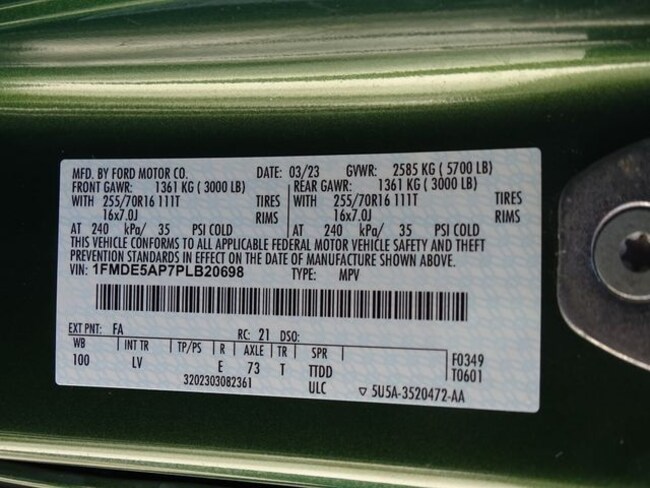 MFD. BY FORD MOTOR CO. DATE: 03/23 GVWR: 2585 KG ( 5700 LB)
FRONT GAWR: 1361 KG ( 3000 LB) REAR GAWR: 1361 KG ( 3000 LB)
WITH 255/70R16 111T TIRES WITH 255/70R16 111T TIRES
16x7.0J RIMS 16x7.0J RIMS
AT 240 kPa/ 35 PSI COLD AT 240 kPa/ 35 PSI COLD
THIS VEHICLE CONFORMS TO ALL APPLICABLE FEDERAL MOTOR VEHICLE SAFETY AND THEFT
PREVENTION STANDARDS IN EFFECT ON THE DATE OF MANUFACTURE SHOWN ABOVE.
VIN: 1FMDE5AP7PLB20698 TYPE: MPV
EXT PNT: FA RC: 21 DSO:
WB INT TR TP/PS R AXLE TR SPR F0349
100 LV E 73 T TTDD T0601
3202303082361 ULC ▽ 5U5A-3520472-AA